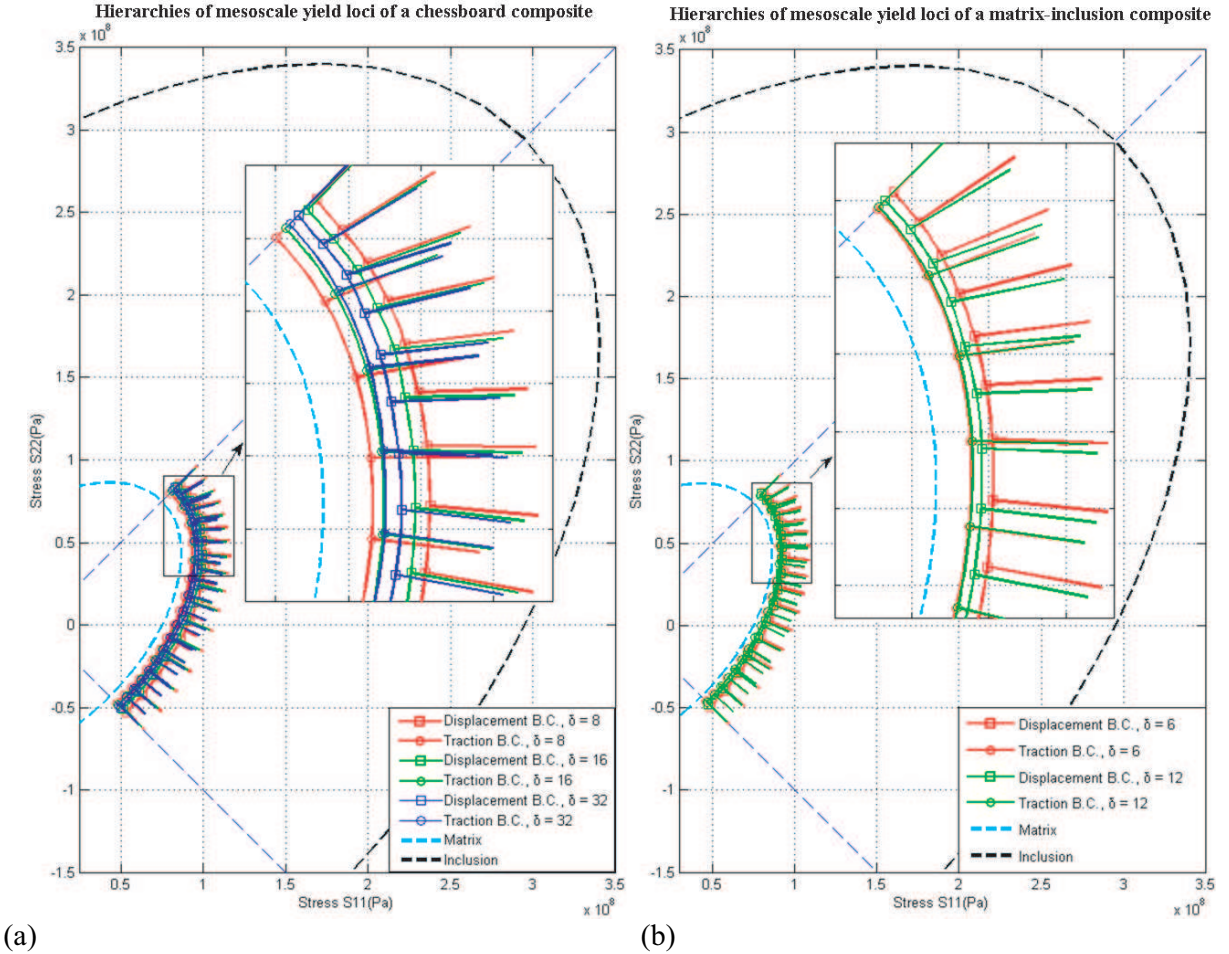 Hierarchies of mesoscale yield loci of a chessboard composite
x 10^8
3.5
3
2.5
2
1.5
1
0.5
0
-0.5
-1
-1.5
Stress S22(Pa)
0.5 1 1.5 2 2.5 3 3.5
Stress S11(Pa)
x 10^8
Displacement B.C., δ = 8
Traction B.C., δ = 8
Displacement B.C., δ = 16
Traction B.C., δ = 16
Displacement B.C., δ = 32
Traction B.C., δ = 32
Matrix
Inclusion
(a)
Hierarchies of mesoscale yield loci of a matrix-inclusion composite
x 10^8
3.5
3
2.5
2
1.5
1
0.5
0
-0.5
-1
-1.5
Stress S22(Pa)
0.5 1 1.5 2 2.5 3 3.5
Stress S11(Pa)
x 10^8
Displacement B.C., δ = 6
Traction B.C., δ = 6
Displacement B.C., δ = 12
Traction B.C., δ = 12
Matrix
Inclusion
(b)